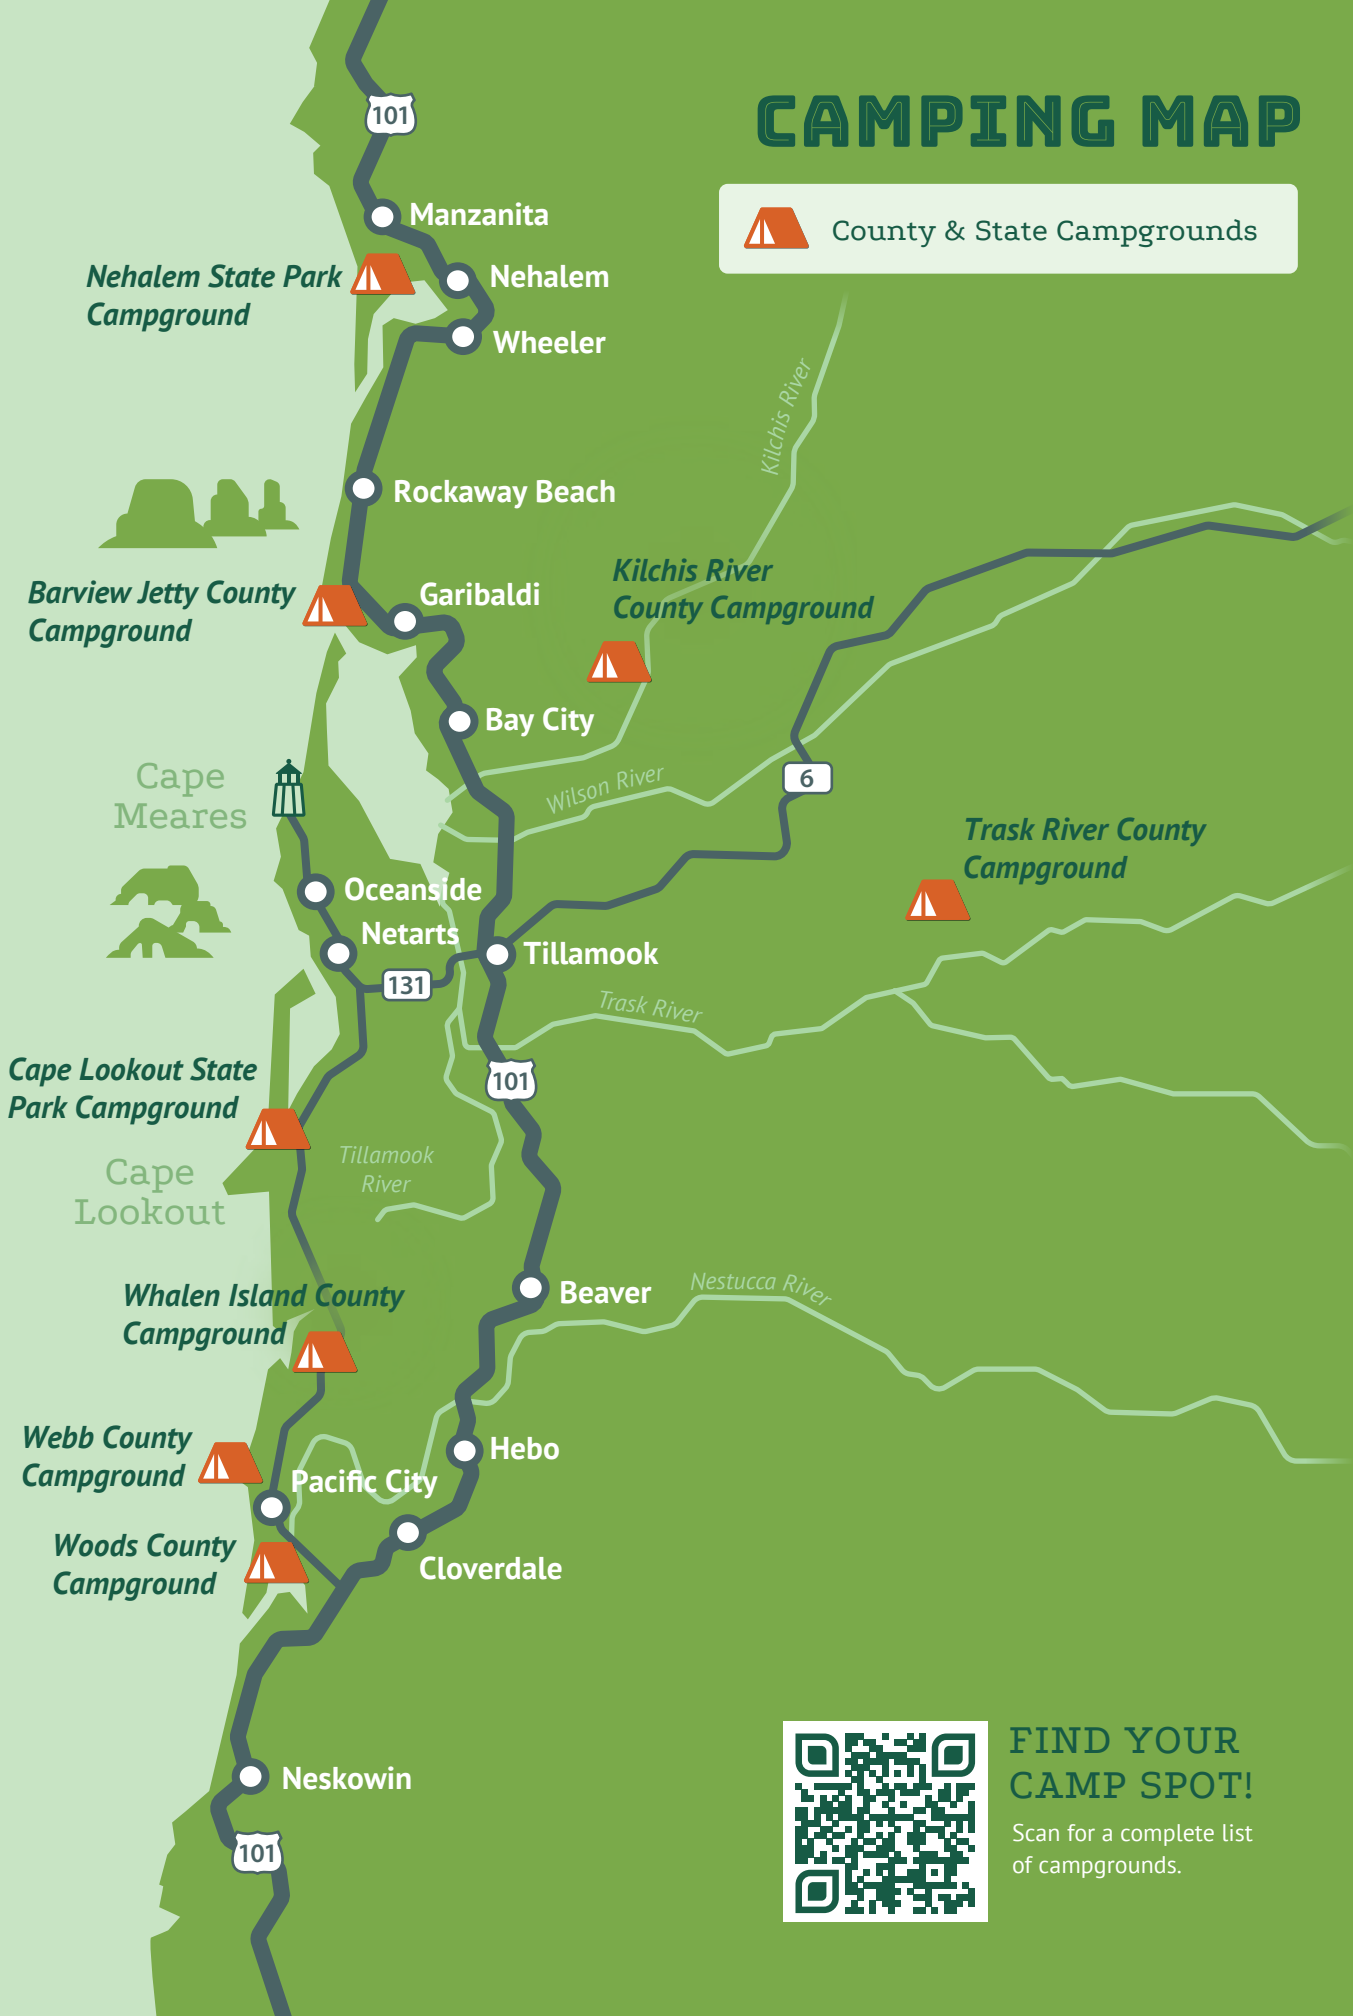 CAMPING MAP
County & State Campgrounds
101
Manzanita
Nehalem State Park
Campground
Nehalem
Wheeler
Kilchis River
Rockaway Beach
Kilchis River
County Campground
Barview Jetty County
Campground
Garibaldi
Bay City
Cape
Meares
Wilson River
6
Trask River County
Campground
Oceanside
Netarts
Tillamook
131
Trask River
Cape Lookout State
Park Campground
101
Tillamook
River
Cape
Lookout
Whalen Island County
Campground
Beaver
Nestucca River
Webb County
Campground
Hebo
Pacific City
Woods County
Campground
Cloverdale
Neskowin
101
FIND YOUR
CAMP SPOT!
Scan for a complete list
of campgrounds.